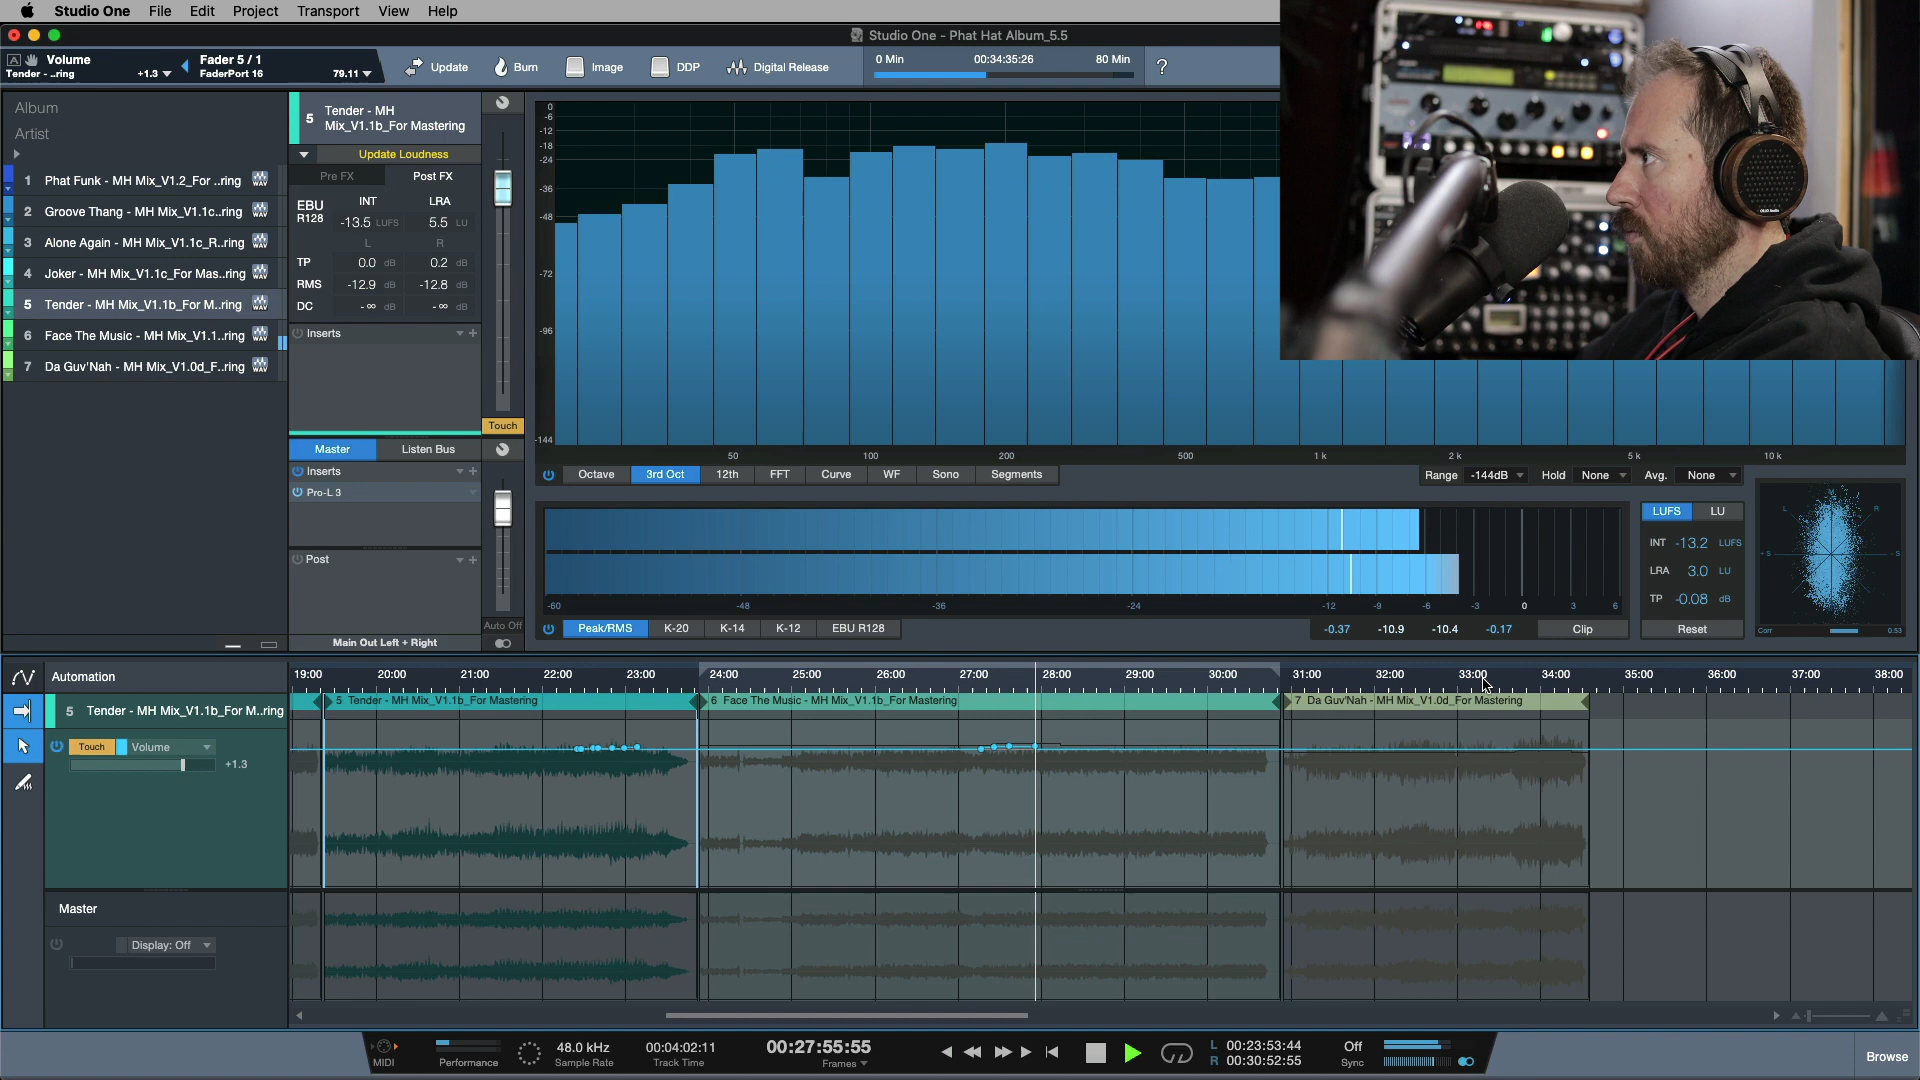 Studio One File Edit Project Transport View Help
Studio One - Phat Hat Album_5.5
A Volume
Tender - ..ring +1.3
Fader 5 / 1
FaderPort 16 79.11
Update Burn Image DDP Digital Release
0 Min 00:34:35:26 80 Min ?
Album
Artist
1 Phat Funk - MH Mix_V1.2_For ..ring
2 Groove Thang - MH Mix_V1.1c..ring
3 Alone Again - MH Mix_V1.1c_R..ring
4 Joker - MH Mix_V1.1c_For Mas..ring
5 Tender - MH Mix_V1.1b_For M..ring
6 Face The Music - MH Mix_V1.1..ring
7 Da Guv'Nah - MH Mix_V1.0d_F..ring
5 Tender - MH
Mix_V1.1b_For Mastering
Update Loudness
Pre FX Post FX
EBU R128 INT LRA
-13.5 LUFS 5.5 LU
L R
TP 0.0 dB 0.2 dB
RMS -12.9 dB -12.8 dB
DC -∞ dB -∞ dB
Inserts
Touch
Master Listen Bus
Inserts
Pro-L 3
Post
Auto Off
Main Out Left + Right
0
-6
-12
-18
-24
-36
-48
-72
-96
-144
50 100 200 500 1 k 2 k 5 k 10 k
Octave 3rd Oct 12th FFT Curve WF Sono Segments
Range -144dB Hold None Avg. None
-60 -48 -36 -24 -12 -9 -6 -3 0 3 6
Peak/RMS K-20 K-14 K-12 EBU R128
-0.37 -10.9 -10.4 -0.17 Clip
LUFS LU
INT -13.2 LUFS
LRA 3.0 LU
TP -0.08 dB
Reset
L M R
+S -S
Corr 0.53
Automation
19:00 20:00 21:00 22:00 23:00 24:00 25:00 26:00 27:00 28:00 29:00 30:00 31:00 32:00 33:00 34:00 35:00 36:00 37:00 38:00
5 Tender - MH Mix_V1.1b_For M..ring
5 Tender - MH Mix_V1.1b_For Mastering
6 Face The Music - MH Mix_V1.1b_For Mastering
7 Da Guv'Nah - MH Mix_V1.0d_For Mastering
Touch Volume
+1.3
Master
Display: Off
MIDI
Performance
48.0 kHz
Sample Rate
00:04:02:11
Track Time
00:27:55:55
Frames
L 00:23:53:44
R 00:30:52:55
Off
Sync
Browse